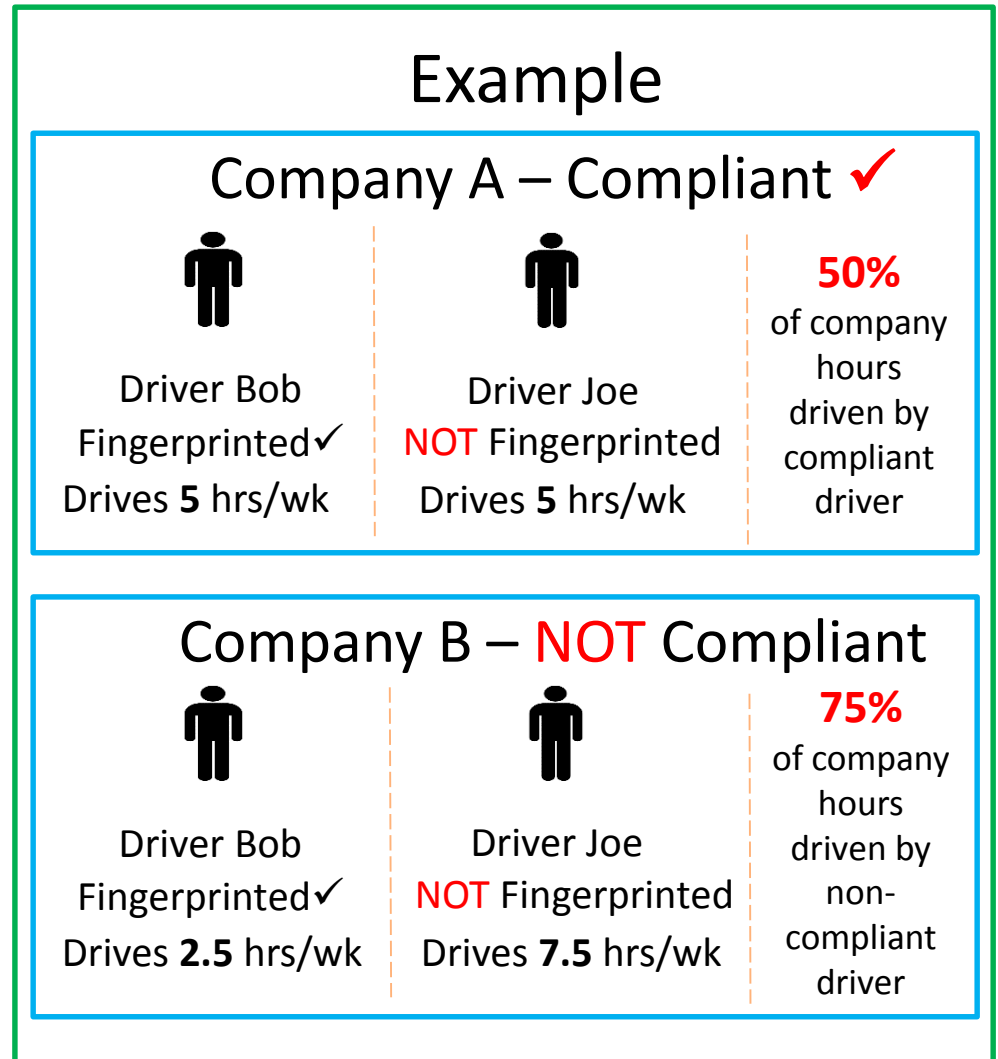 Example
Company A – Compliant ✓
Driver Bob
Fingerprinted✓
Drives 5 hrs/wk
Driver Joe
NOT Fingerprinted
Drives 5 hrs/wk
50%
of company
hours
driven by
compliant
driver
Company B – NOT Compliant
Driver Bob
Fingerprinted✓
Drives 2.5 hrs/wk
Driver Joe
NOT Fingerprinted
Drives 7.5 hrs/wk
75%
of company
hours
driven by
non-
compliant
driver